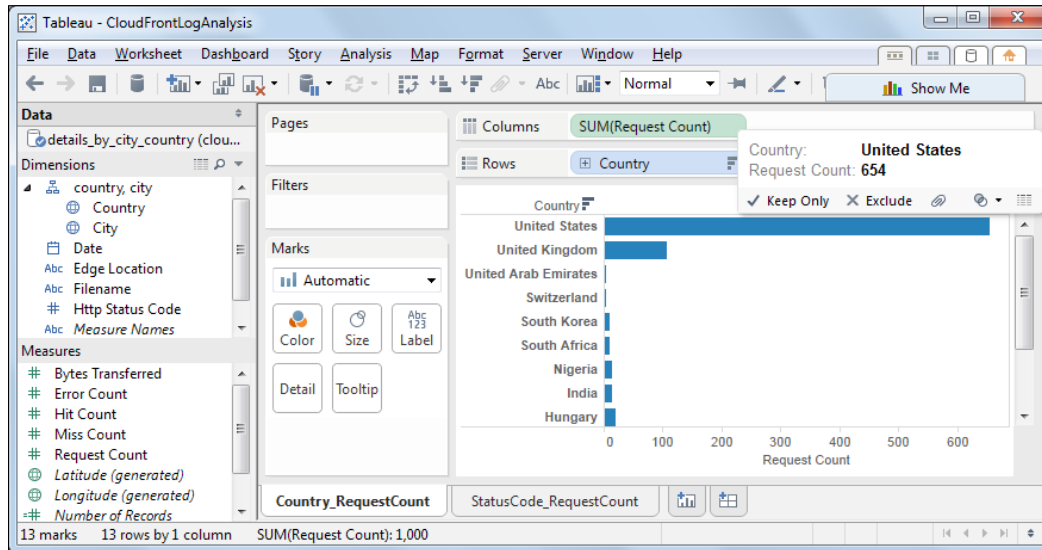 Tableau - CloudFrontLogAnalysis
File Data Worksheet Dashboard Story Analysis Map Format Server Window Help
Abc Normal Show Me
Data
details_by_city_country (clou...
Dimensions
country, city
Country
City
Date
Abc Edge Location
Abc Filename
# Http Status Code
Abc Measure Names
Measures
# Bytes Transferred
# Error Count
# Hit Count
# Miss Count
# Request Count
Latitude (generated)
Longitude (generated)
=# Number of Records
Pages
Filters
Marks
Automatic
Color Size Abc 123 Label
Detail Tooltip
Columns SUM(Request Count)
Rows Country
Country: United States
Request Count: 654
Keep Only Exclude
Country
United States
United Kingdom
United Arab Emirates
Switzerland
South Korea
South Africa
Nigeria
India
Hungary
0 100 200 300 400 500 600
Request Count
Country_RequestCount StatusCode_RequestCount
13 marks 13 rows by 1 column SUM(Request Count): 1,000